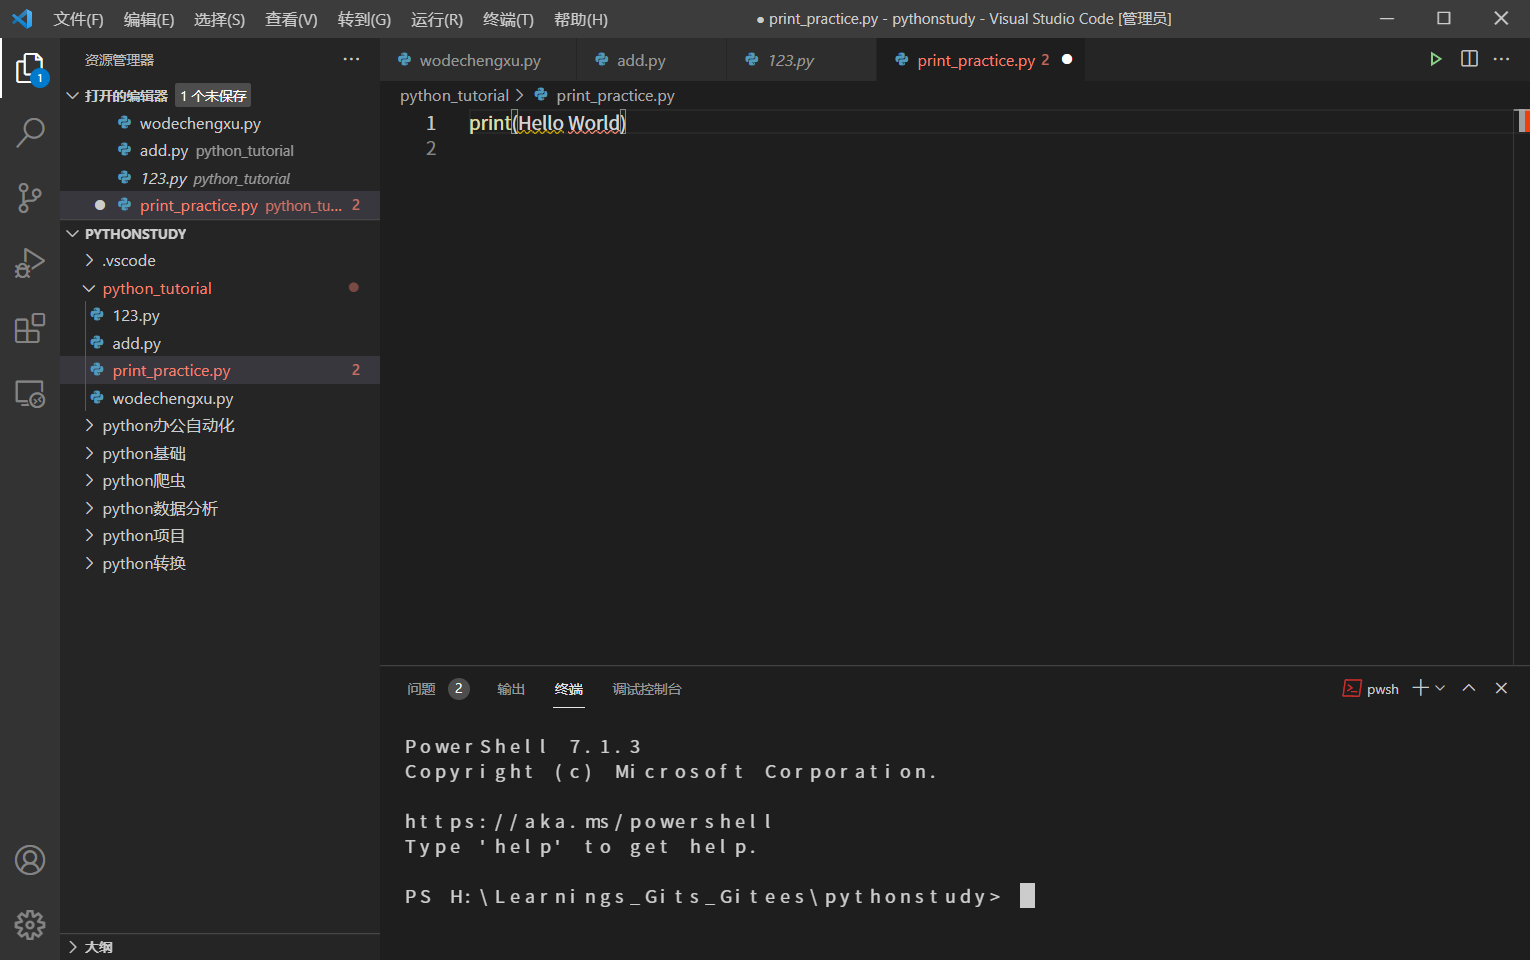 文件(F) 编辑(E) 选择(S) 查看(V) 转到(G) 运行(R) 终端(T) 帮助(H) ● print_practice.py - pythonstudy - Visual Studio Code [管理员]
资源管理器 ···
1
打开的编辑器 1 个未保存
wodechengxu.py
add.py python_tutorial
123.py python_tutorial
● print_practice.py python_tu... 2
PYTHONSTUDY
.vscode
python_tutorial
123.py
add.py
print_practice.py 2
wodechengxu.py
python办公自动化
python基础
python爬虫
python数据分析
python项目
python转换
大纲
wodechengxu.py add.py 123.py print_practice.py 2 ●
python_tutorial > print_practice.py
1 print(Hello World)
2
问题 2 输出 终端 调试控制台 pwsh
PowerShell 7.1.3
Copyright (c) Microsoft Corporation.
https://aka.ms/powershell
Type 'help' to get help.
PS H:\Learnings_Gits_Gitees\pythonstudy>